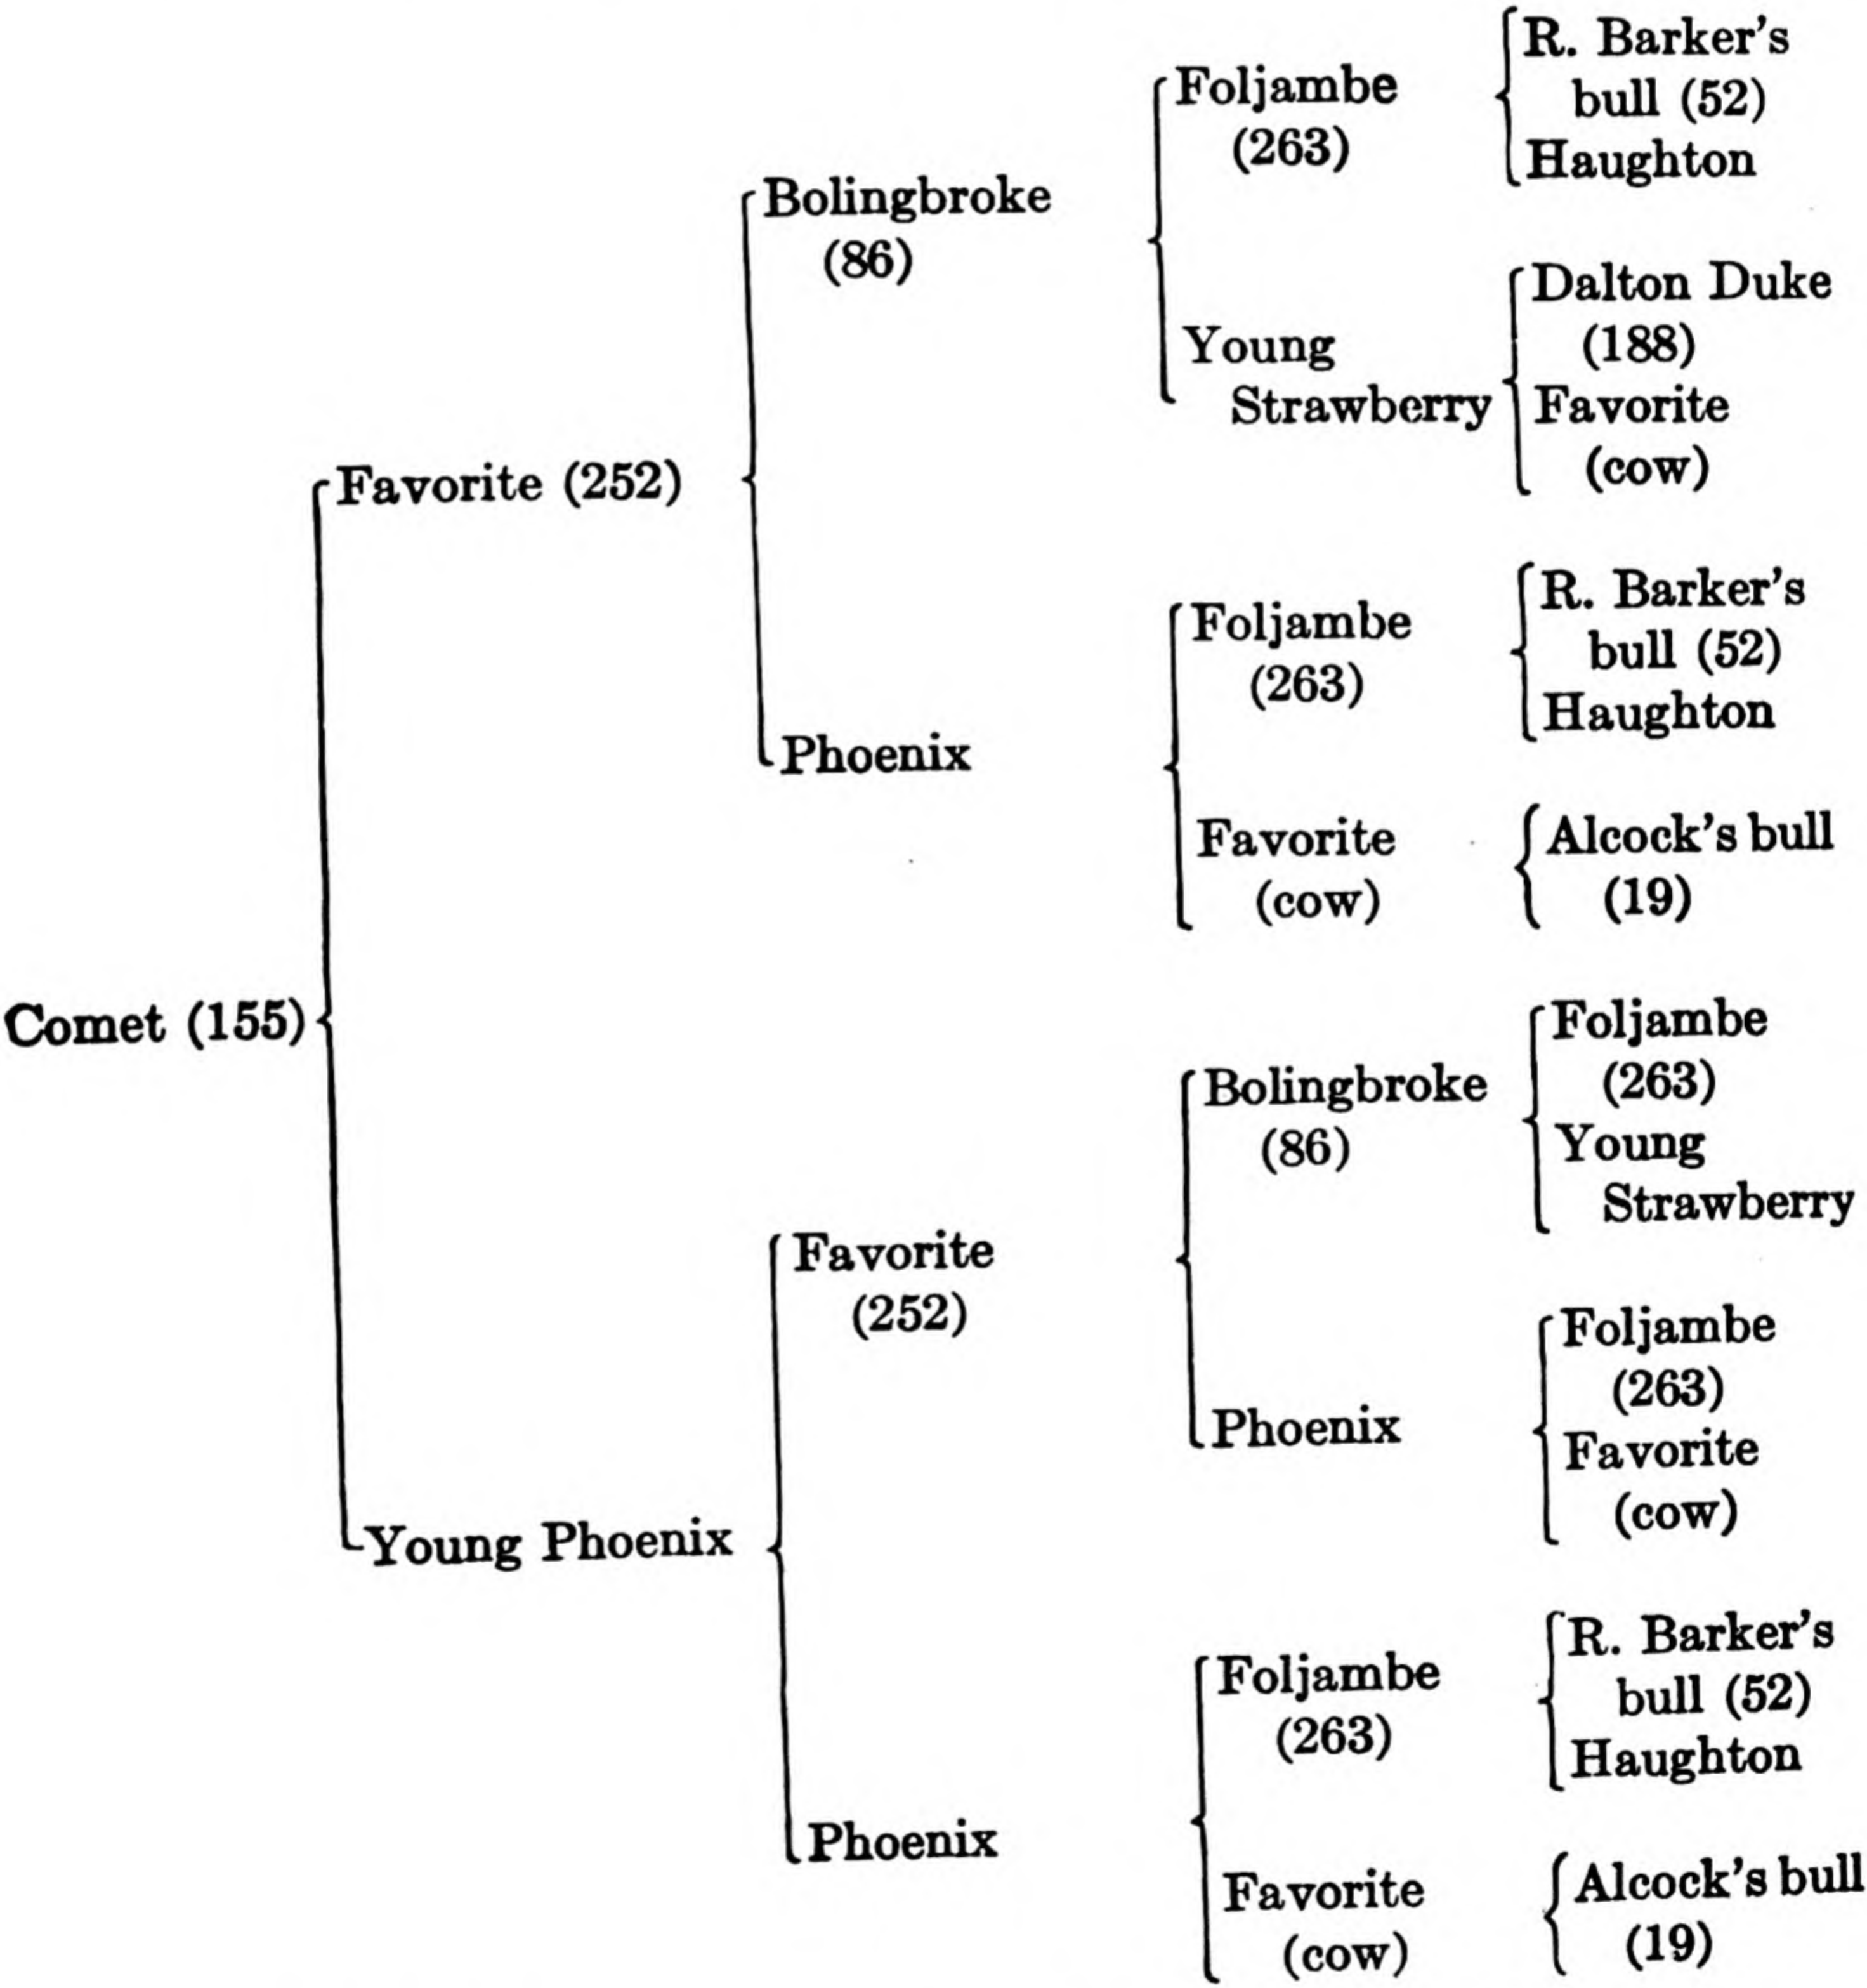 R. Barker's
bull (52)
Haughton
Foljambe
(263)
Bolingbroke
(86)
Dalton Duke
(188)
Favorite
(cow)
Young
Strawberry
Favorite (252)
R. Barker's
bull (52)
Haughton
Foljambe
(263)
Phoenix
Favorite
(cow)
Alcock's bull
(19)
Comet (155)
Foljambe
(263)
Young
Strawberry
Bolingbroke
(86)
Favorite
(252)
Foljambe
(263)
Favorite
(cow)
Phoenix
Young Phoenix
R. Barker's
bull (52)
Haughton
Foljambe
(263)
Phoenix
Favorite
(cow)
Alcock's bull
(19)